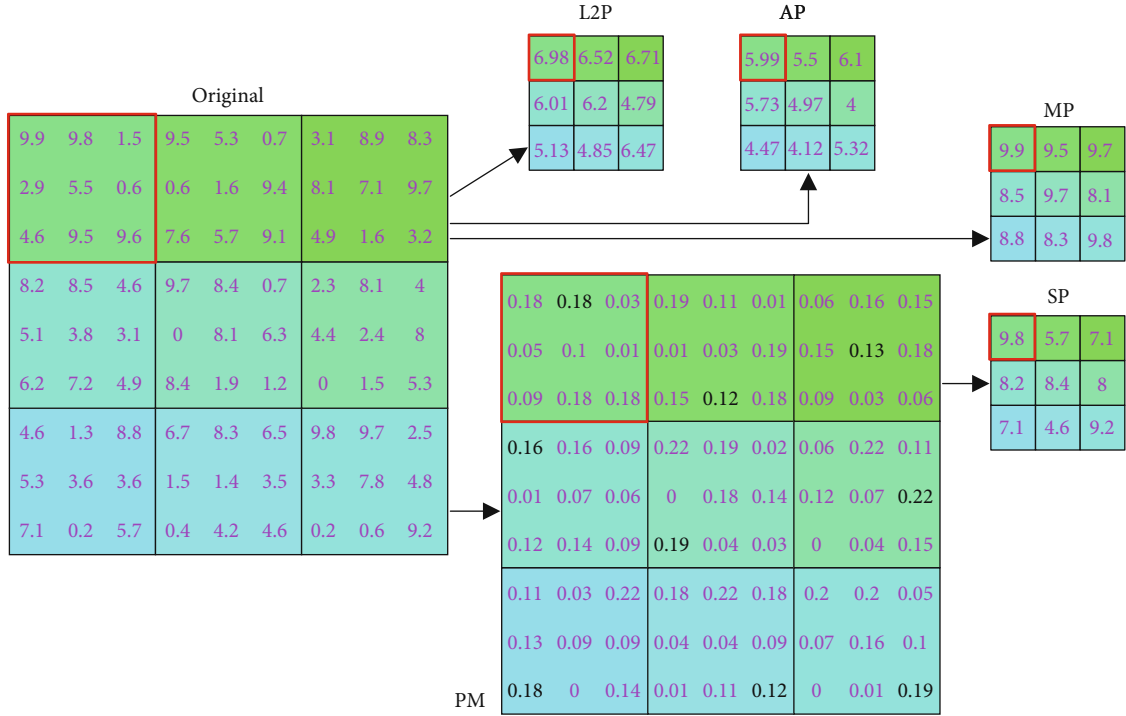 L2P
6.98 6.52 6.71
6.01 6.2 4.79
5.13 4.85 6.47
AP
5.99 5.5 6.1
5.73 4.97 4
4.47 4.12 5.32
Original
9.9 9.8 1.5 9.5 5.3 0.7 3.1 8.9 8.3
2.9 5.5 0.6 0.6 1.6 9.4 8.1 7.1 9.7
4.6 9.5 9.6 7.6 5.7 9.1 4.9 1.6 3.2
8.2 8.5 4.6 9.7 8.4 0.7 2.3 8.1 4
5.1 3.8 3.1 0 8.1 6.3 4.4 2.4 8
6.2 7.2 4.9 8.4 1.9 1.2 0 1.5 5.3
4.6 1.3 8.8 6.7 8.3 6.5 9.8 9.7 2.5
5.3 3.6 3.6 1.5 1.4 3.5 3.3 7.8 4.8
7.1 0.2 5.7 0.4 4.2 4.6 0.2 0.6 9.2
MP
9.9 9.5 9.7
8.5 9.7 8.1
8.8 8.3 9.8
0.18 0.18 0.03 0.19 0.11 0.01 0.06 0.16 0.15
0.05 0.1 0.01 0.01 0.03 0.19 0.15 0.13 0.18
0.09 0.18 0.18 0.15 0.12 0.18 0.09 0.03 0.06
0.16 0.16 0.09 0.22 0.19 0.02 0.06 0.22 0.11
0.01 0.07 0.06 0 0.18 0.14 0.12 0.07 0.22
0.12 0.14 0.09 0.19 0.04 0.03 0 0.04 0.15
0.11 0.03 0.22 0.18 0.22 0.18 0.2 0.2 0.05
0.13 0.09 0.09 0.04 0.04 0.09 0.07 0.16 0.1
0.18 0 0.14 0.01 0.11 0.12 0 0.01 0.19
PM
SP
9.8 5.7 7.1
8.2 8.4 8
7.1 4.6 9.2